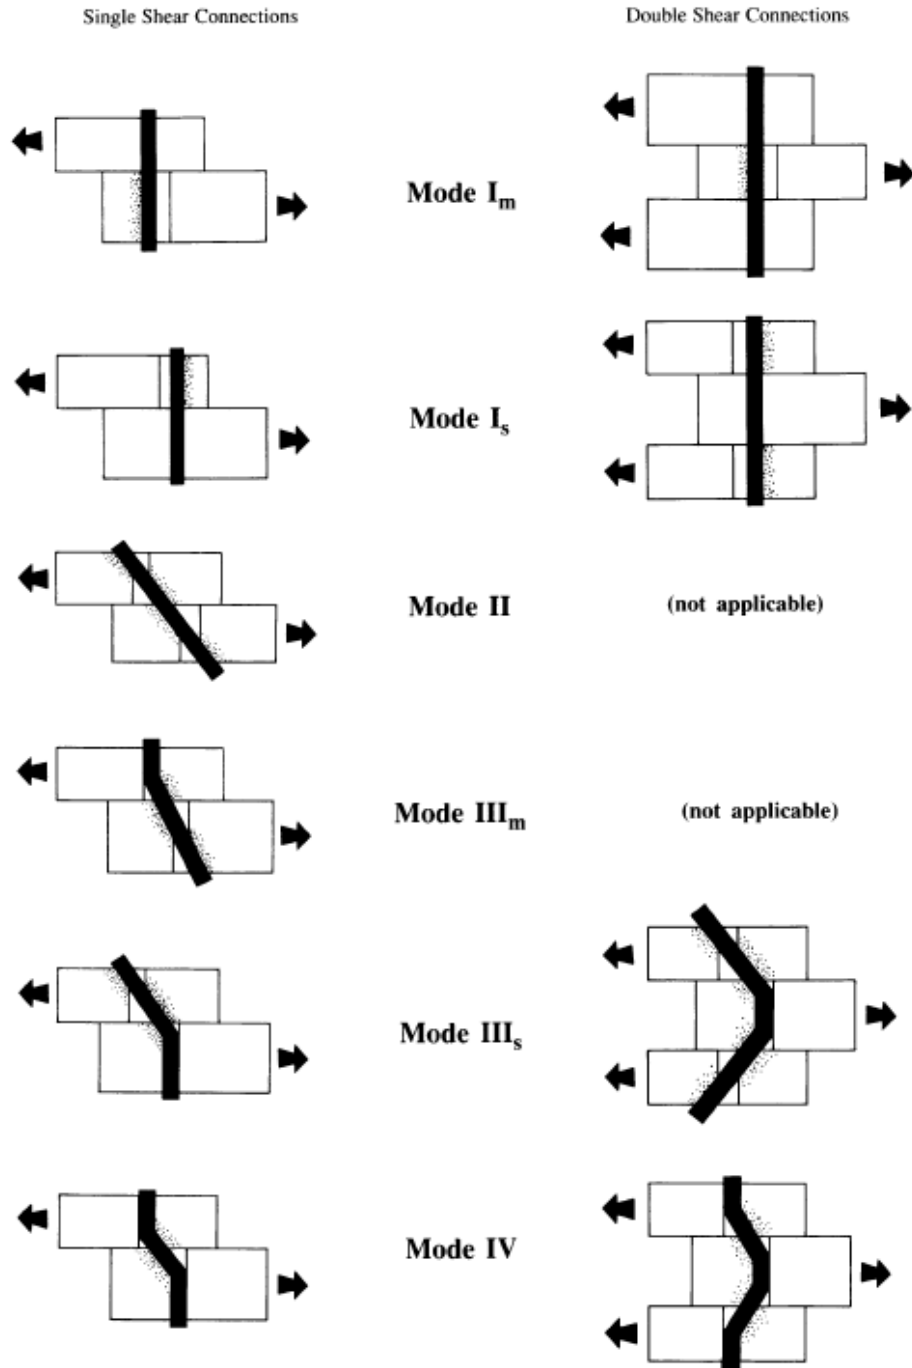 Single Shear Connections Double Shear Connections
Mode Iₘ
Mode Iₛ
Mode II (not applicable)
Mode IIIₘ (not applicable)
Mode IIIₛ
Mode IV